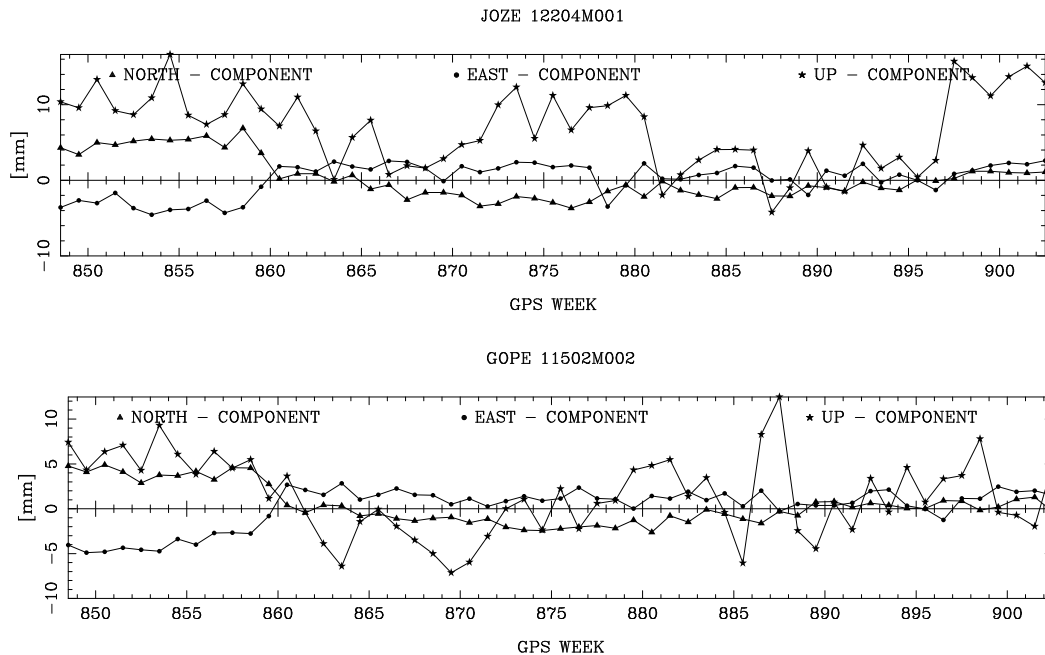 JOZE 12204M001
NORTH – COMPONENT EAST – COMPONENT UP – COMPONENT
[mm]
10
0
−10
850 855 860 865 870 875 880 885 890 895 900
GPS WEEK
GOPE 11502M002
NORTH – COMPONENT EAST – COMPONENT UP – COMPONENT
[mm]
10
5
0
−5
−10
850 855 860 865 870 875 880 885 890 895 900
GPS WEEK